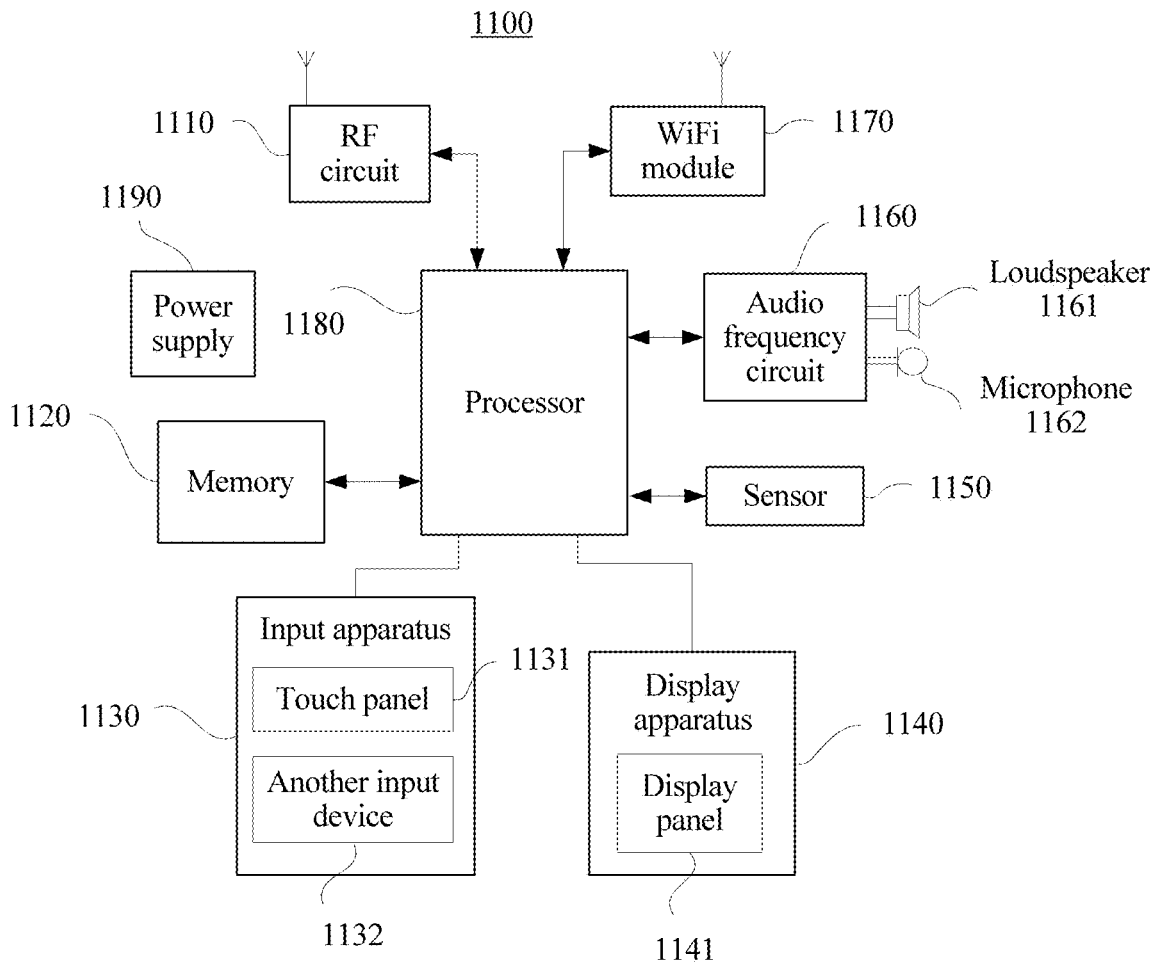 1100
1110
RF
circuit
WiFi
module
1170
1190
Power
supply
1180
Processor
1160
Audio
frequency
circuit
Loudspeaker
1161
Microphone
1162
1120
Memory
Sensor
1150
Input apparatus
1131
Touch panel
1130
Another input
device
1132
Display
apparatus
1140
Display
panel
1141